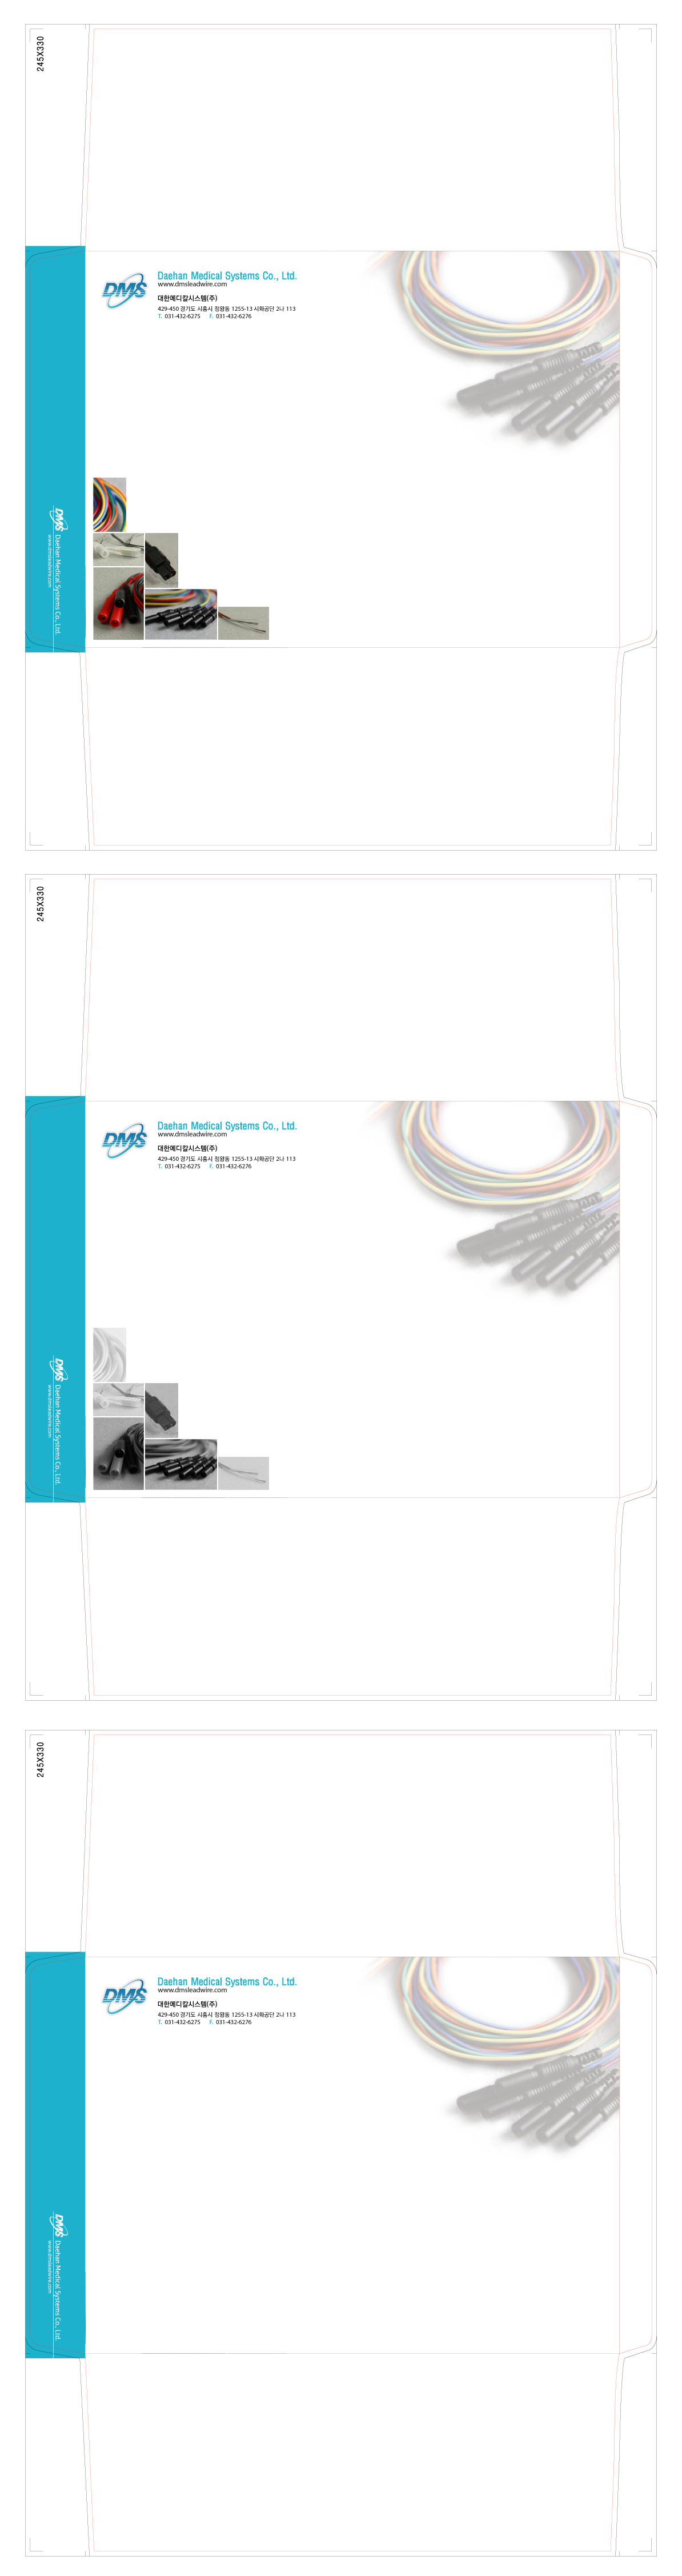 245X330
DMS
Daehan Medical Systems Co., Ltd.
www.dmsleadwire.com
대한메디칼시스템(주)
429-450 경기도 시흥시 정왕동 1255-13 시화공단 2나 113
T. 031-432-6275 F. 031-432-6276
DMS Daehan Medical Systems Co., Ltd.
www.dmsleadwire.com
245X330
DMS
Daehan Medical Systems Co., Ltd.
www.dmsleadwire.com
대한메디칼시스템(주)
429-450 경기도 시흥시 정왕동 1255-13 시화공단 2나 113
T. 031-432-6275 F. 031-432-6276
DMS Daehan Medical Systems Co., Ltd.
www.dmsleadwire.com
245X330
DMS
Daehan Medical Systems Co., Ltd.
www.dmsleadwire.com
대한메디칼시스템(주)
429-450 경기도 시흥시 정왕동 1255-13 시화공단 2나 113
T. 031-432-6275 F. 031-432-6276
DMS Daehan Medical Systems Co., Ltd.
www.dmsleadwire.com